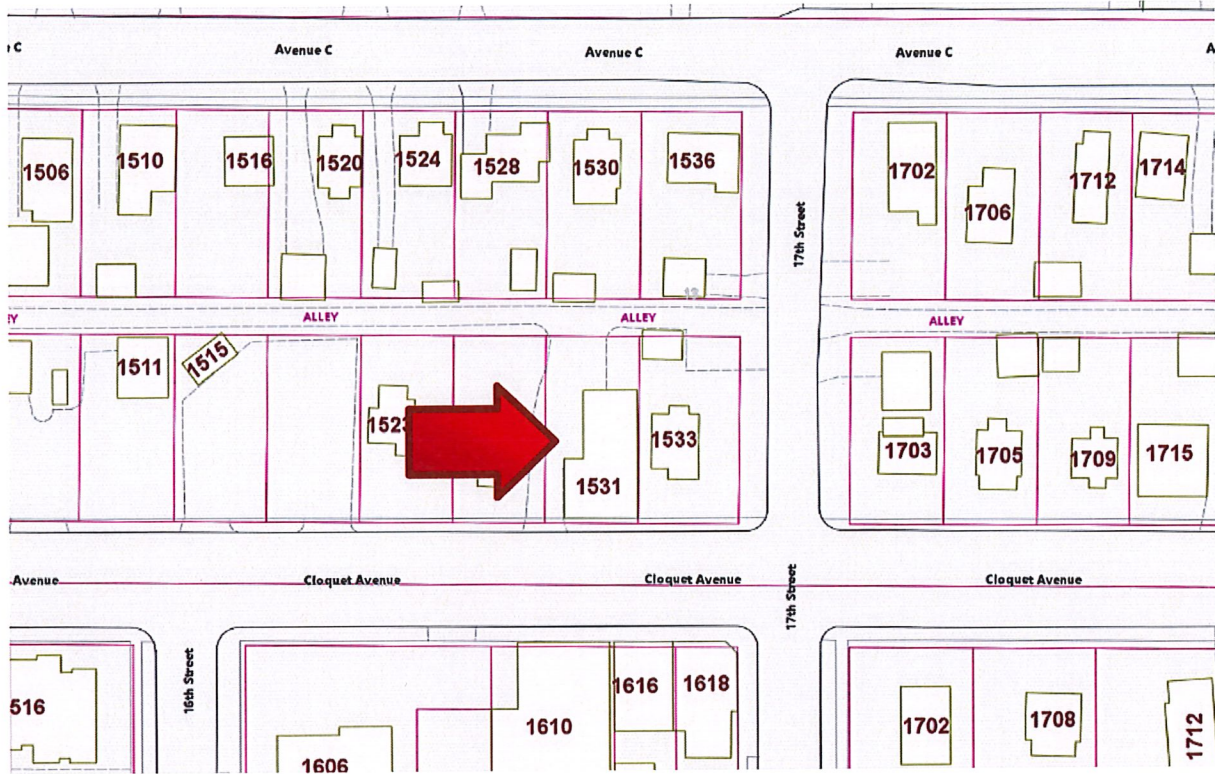 C
Avenue C
Avenue C
Avenue C
A
1506
1510
1516
1520
1524
1528
1530
1536
1702
1706
1712
1714
17th Street
ALLEY
ALLEY
ALLEY
1511
1515
1523
1531
1533
1703
1705
1709
1715
Avenue
Cloquet Avenue
Cloquet Avenue
Cloquet Avenue
17th Street
16th Street
516
1606
1610
1616
1618
1702
1708
1712